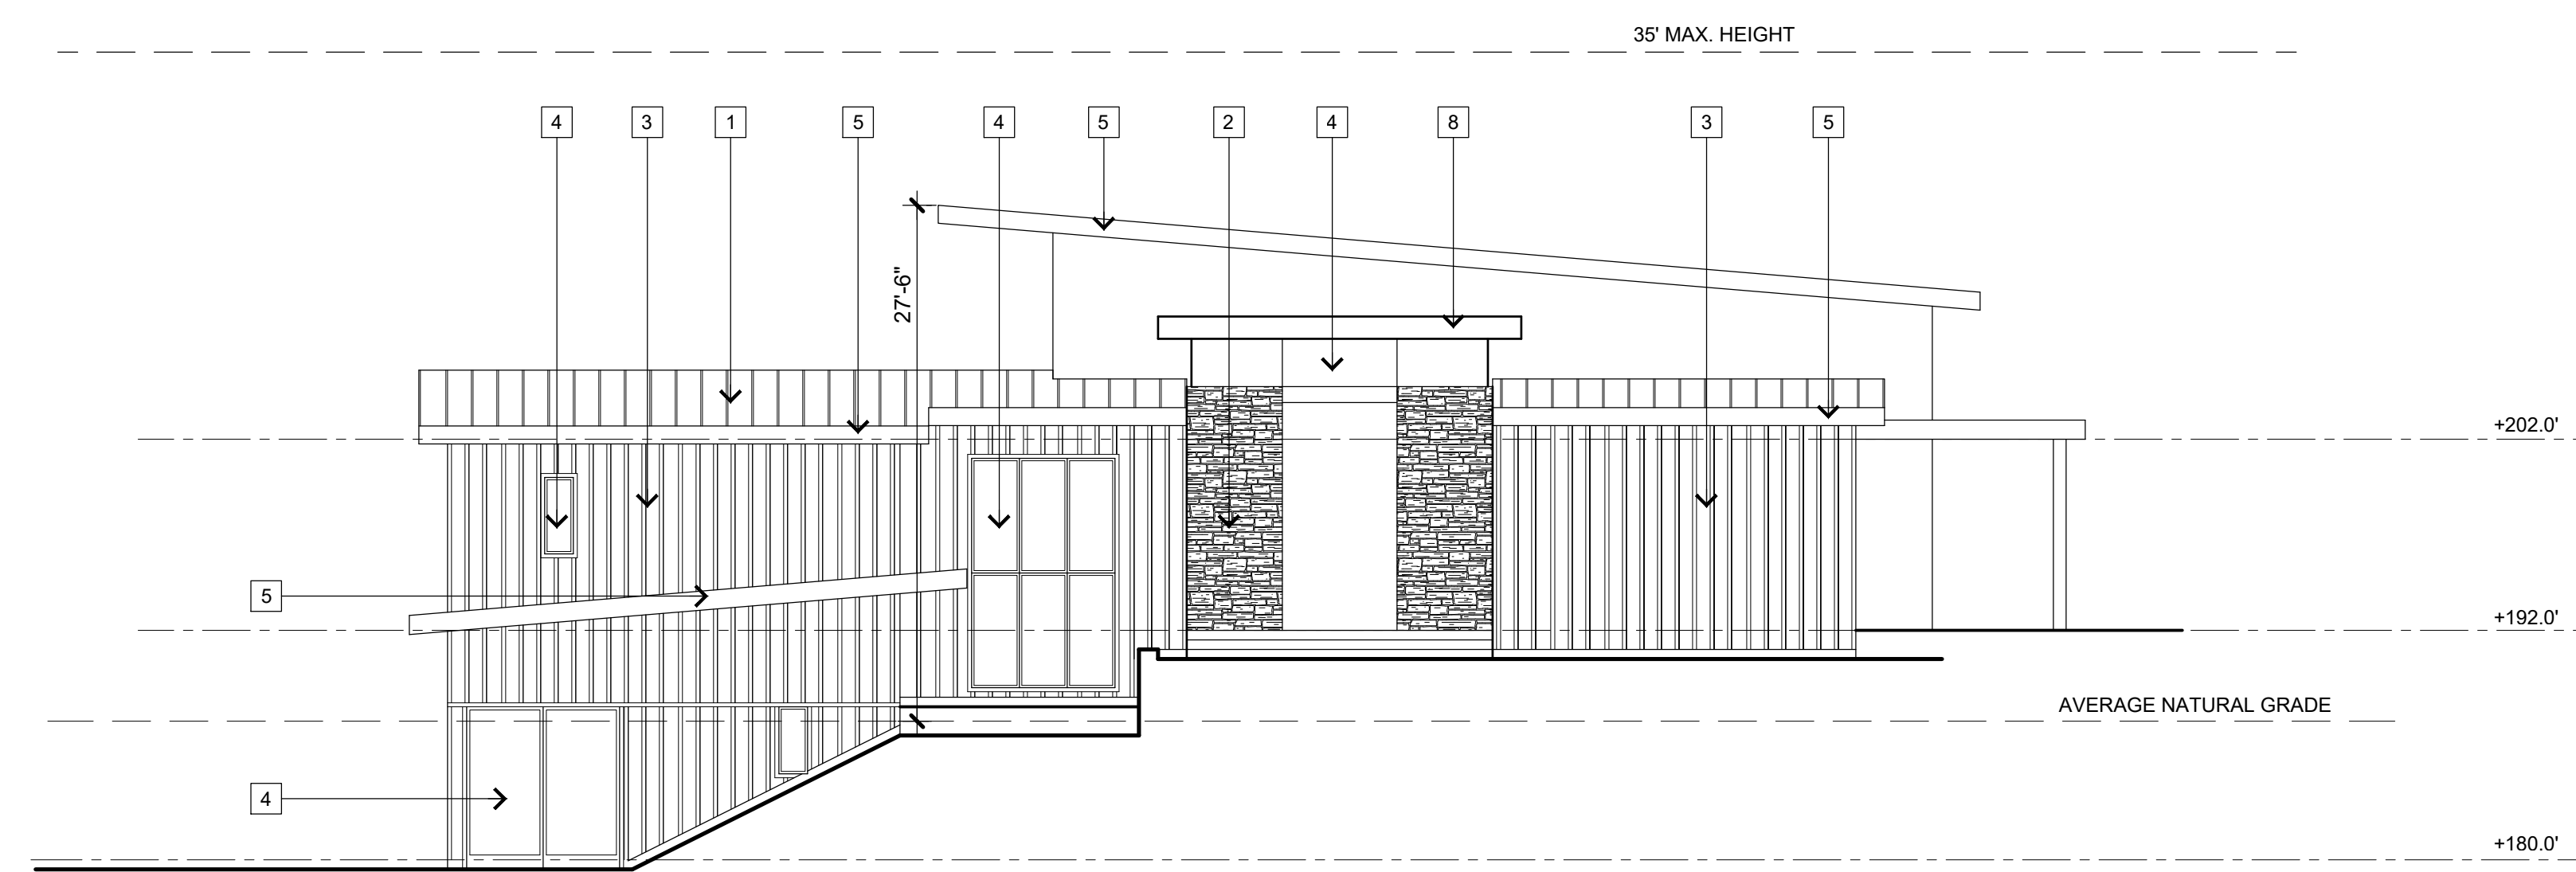 35' MAX. HEIGHT
4 3 1 5 4 5 2 4 8 3 5
27'-6"
+202.0'
5
+192.0'
AVERAGE NATURAL GRADE
4
+180.0'